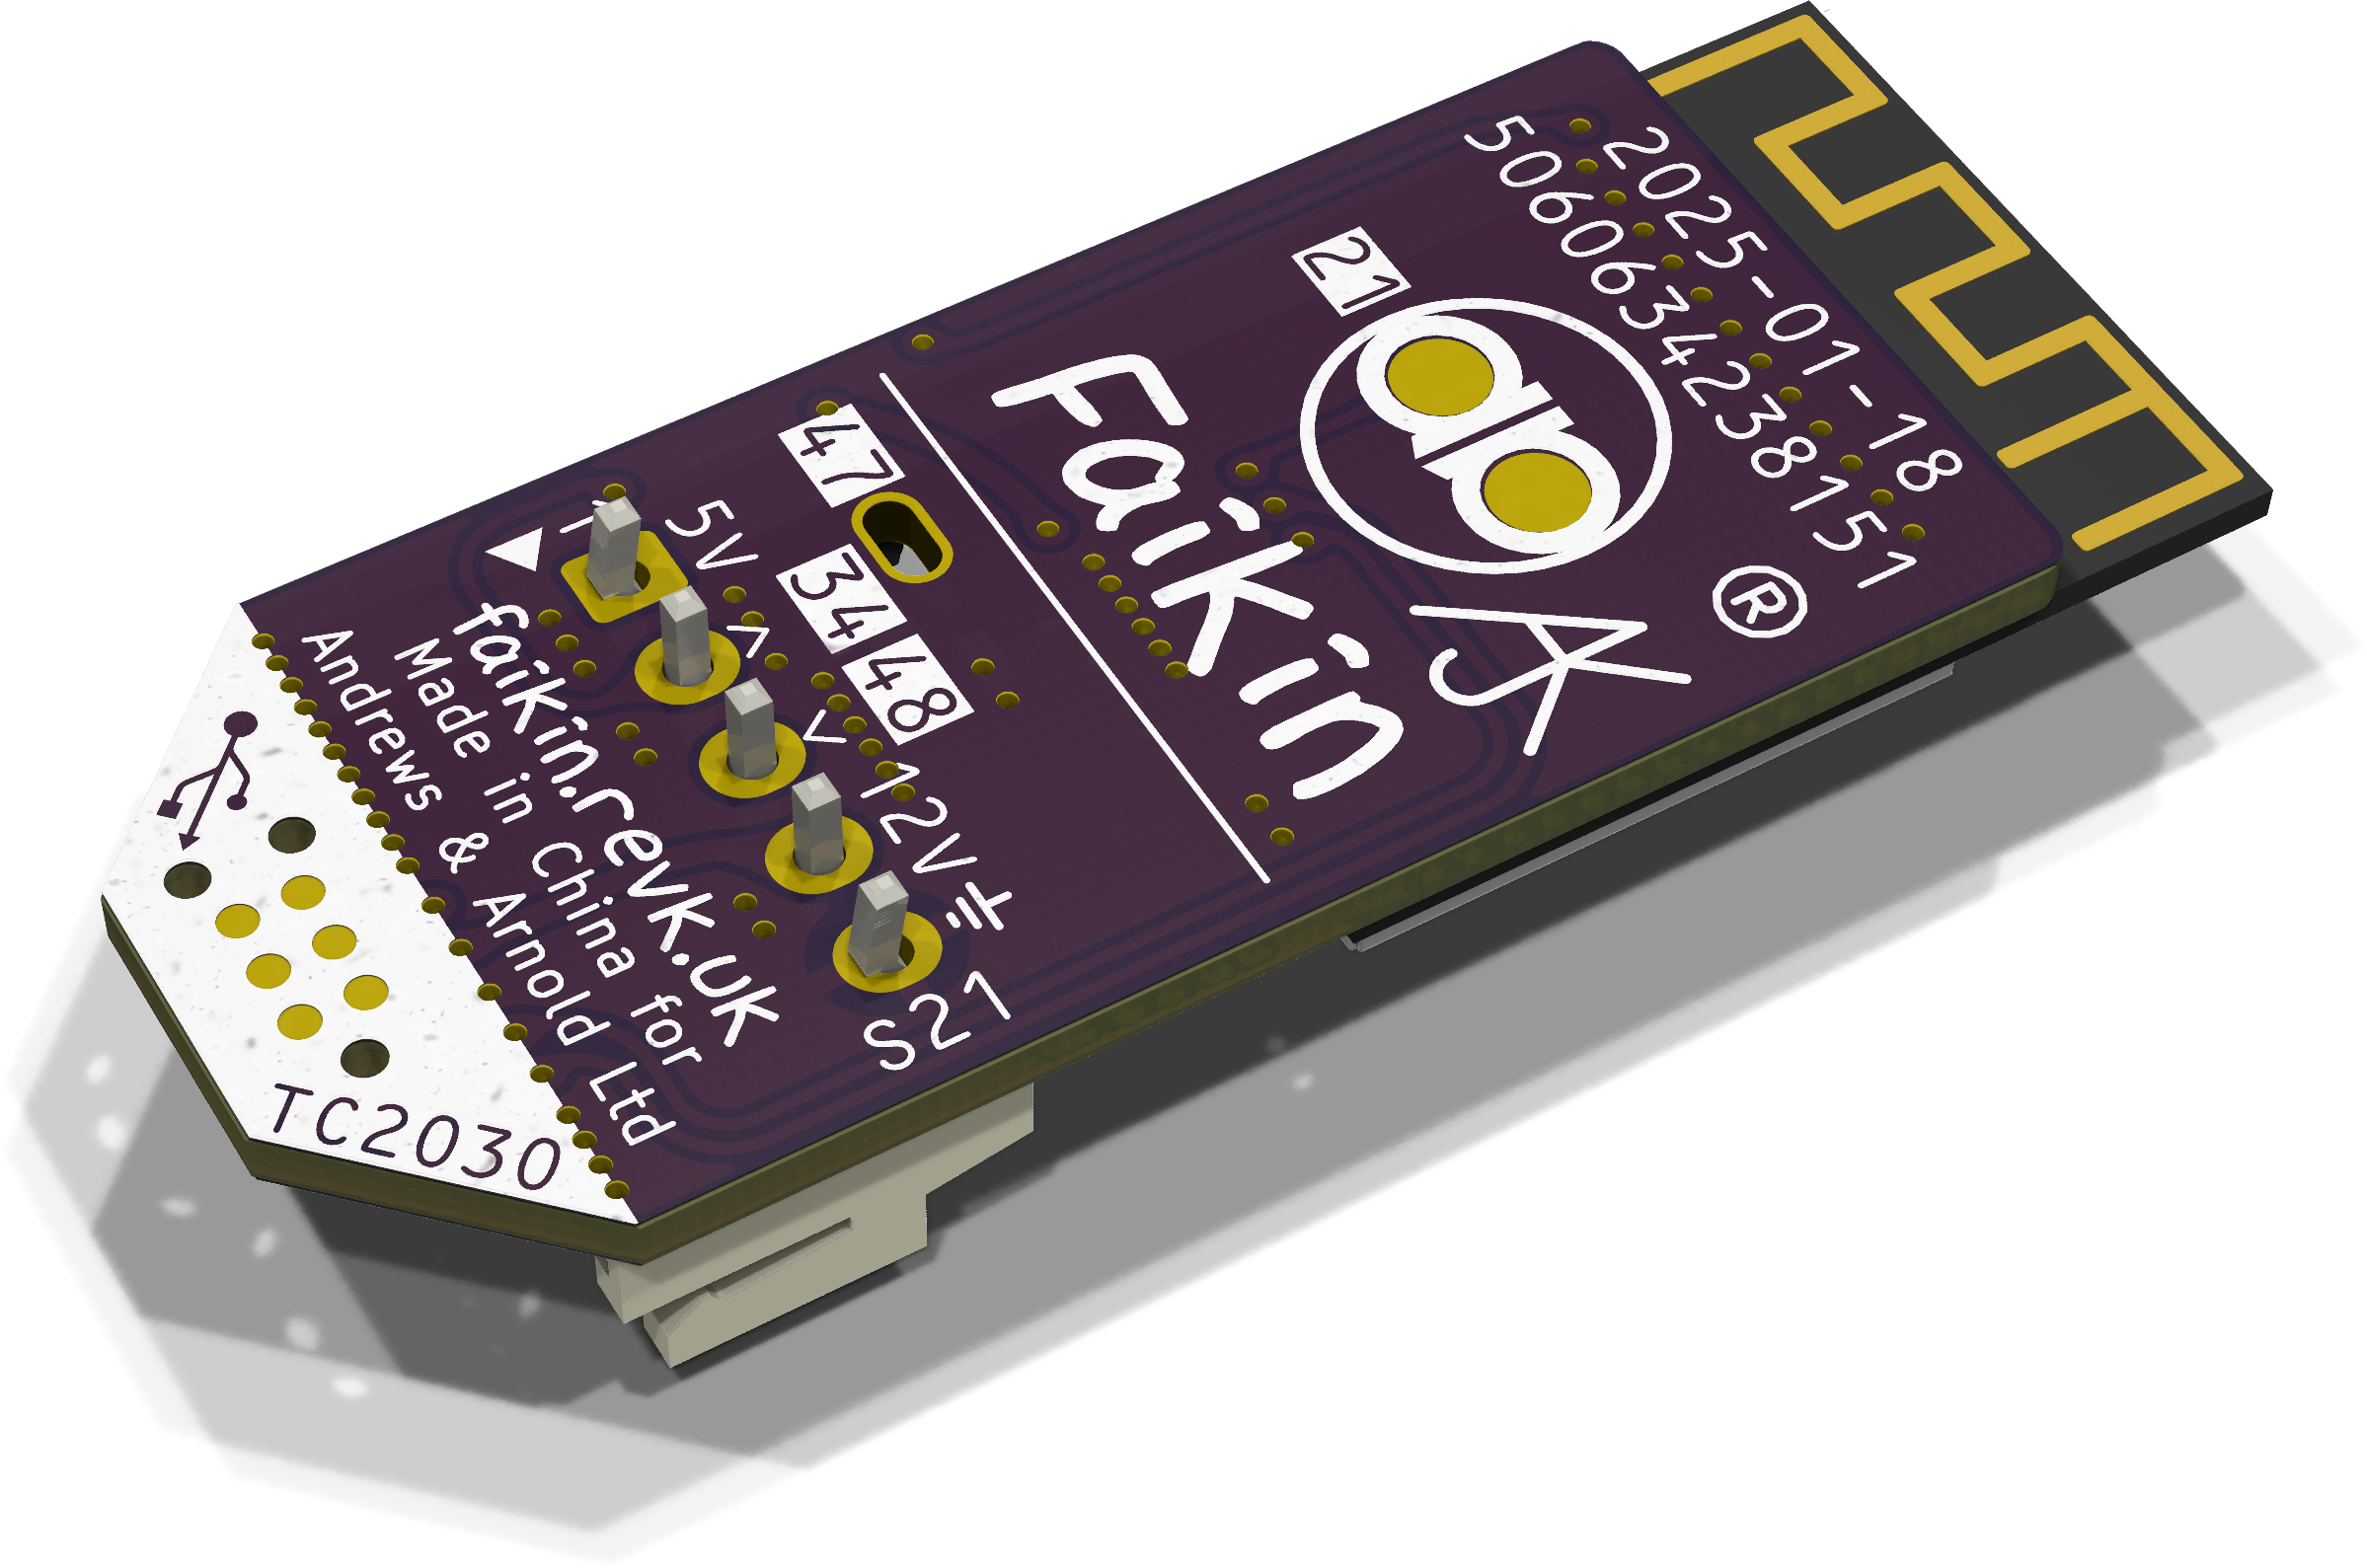 2025-01-18
5060634238151
21
®
Faikin
47
34
48
5V
12V
S21
faikin.revk.uk
Made in China for
Andrews & Arnold Ltd
TC2030